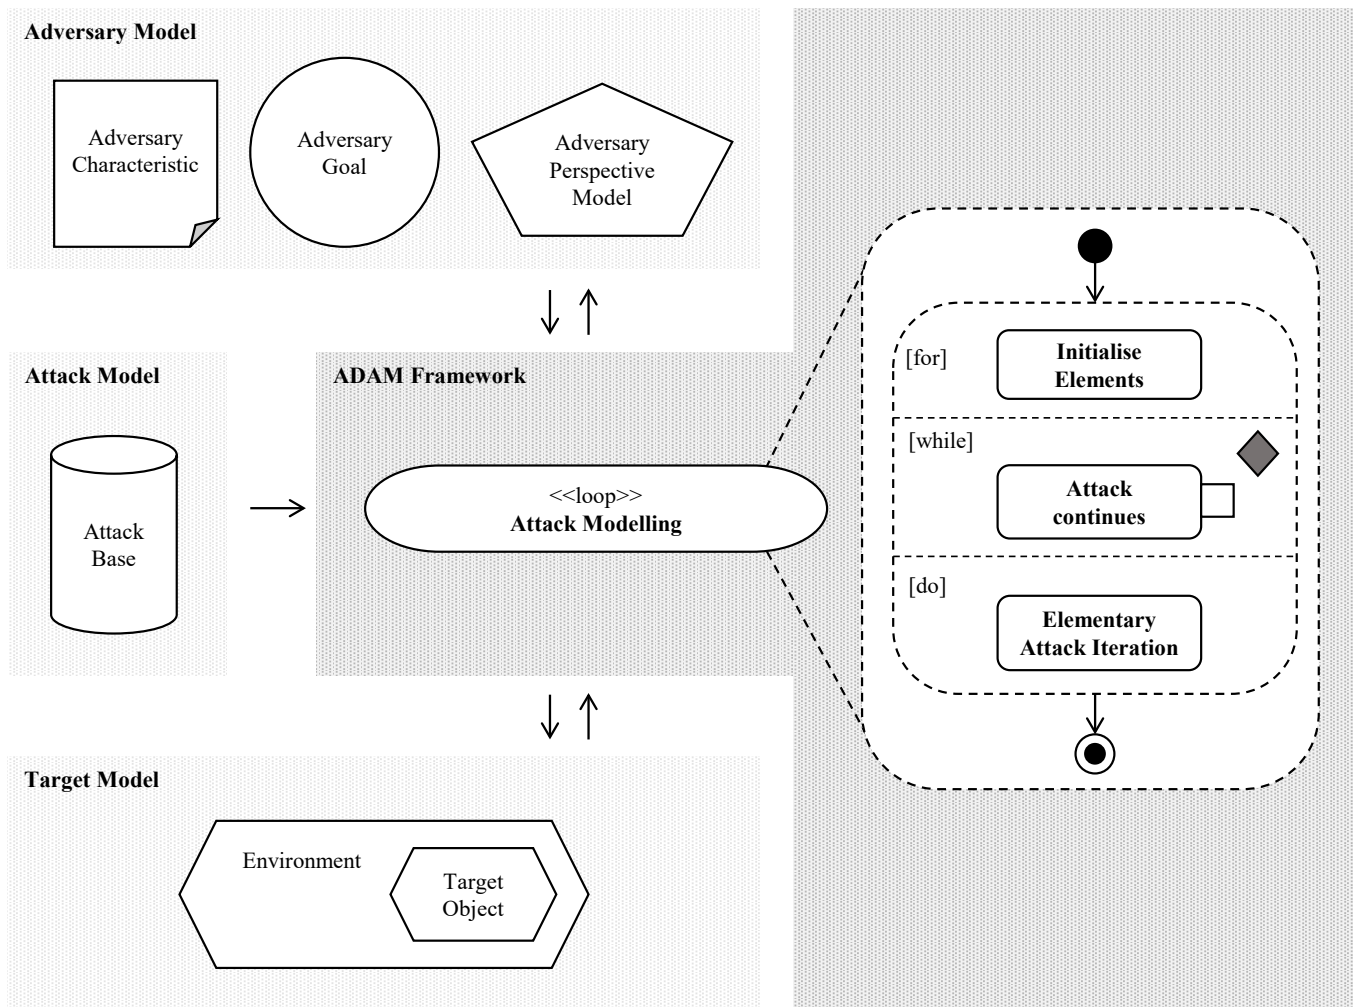 Adversary Model
Adversary
Characteristic
Adversary
Goal
Adversary
Perspective
Model
Attack Model
Attack
Base
ADAM Framework
<<loop>>
Attack Modelling
[for]
Initialise
Elements
[while]
Attack
continues
[do]
Elementary
Attack Iteration
Target Model
Environment
Target
Object